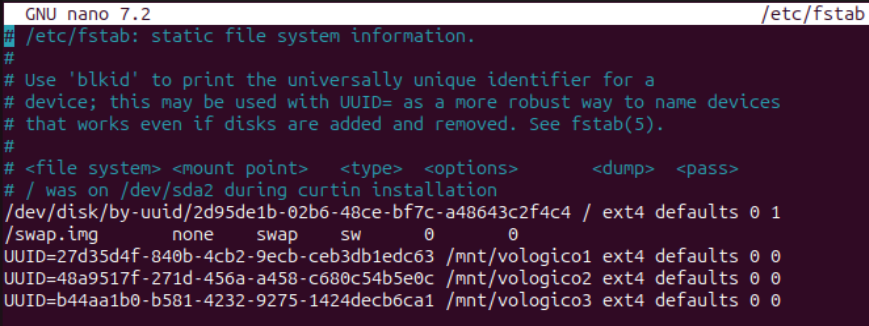 GNU nano 7.2 /etc/fstab
# /etc/fstab: static file system information.
#
# Use 'blkid' to print the universally unique identifier for a
# device; this may be used with UUID= as a more robust way to name devices
# that works even if disks are added and removed. See fstab(5).
#
# <file system> <mount point>   <type>  <options>       <dump>  <pass>
# / was on /dev/sda2 during curtin installation
/dev/disk/by-uuid/2d95de1b-02b6-48ce-bf7c-a48643c2f4c4 / ext4 defaults 0 1
/swap.img       none    swap    sw      0       0
UUID=27d35d4f-840b-4cb2-9ecb-ceb3db1edc63 /mnt/vologico1 ext4 defaults 0 0
UUID=48a9517f-271d-456a-a458-c680c54b5e0c /mnt/vologico2 ext4 defaults 0 0
UUID=b44aa1b0-b581-4232-9275-1424decb6ca1 /mnt/vologico3 ext4 defaults 0 0